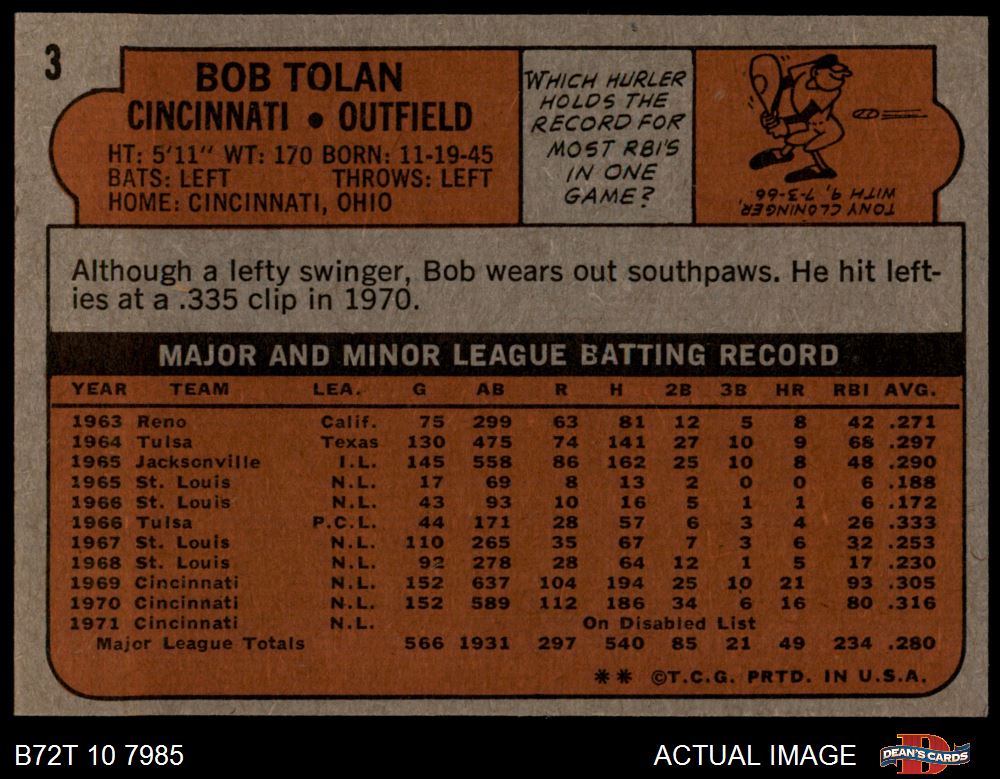 3
BOB TOLAN
CINCINNATI • OUTFIELD
HT: 5'11" WT: 170 BORN: 11-19-45
BATS: LEFT THROWS: LEFT
HOME: CINCINNATI, OHIO
WHICH HURLER
HOLDS THE
RECORD FOR
MOST RBI'S
IN ONE
GAME?
TONY CLONINGER,
WITH 9, 7-3-66.
Although a lefty swinger, Bob wears out southpaws. He hit left-
ies at a .335 clip in 1970.
MAJOR AND MINOR LEAGUE BATTING RECORD
YEAR TEAM LEA. G AB R H 2B 3B HR RBI AVG.
1963 Reno Calif. 75 299 63 81 12 5 8 42 .271
1964 Tulsa Texas 130 475 74 141 27 10 9 68 .297
1965 Jacksonville I.L. 145 558 86 162 25 10 8 48 .290
1965 St. Louis N.L. 17 69 8 13 2 0 0 6 .188
1966 St. Louis N.L. 43 93 10 16 5 1 1 6 .172
1966 Tulsa P.C.L. 44 171 28 57 6 3 4 26 .333
1967 St. Louis N.L. 110 265 35 67 7 3 6 32 .253
1968 St. Louis N.L. 92 278 28 64 12 1 5 17 .230
1969 Cincinnati N.L. 152 637 104 194 25 10 21 93 .305
1970 Cincinnati N.L. 152 589 112 186 34 6 16 80 .316
1971 Cincinnati N.L. On Disabled List
Major League Totals 566 1931 297 540 85 21 49 234 .280
** ©T.C.G. PRTD. IN U.S.A.
B72T 10 7985
ACTUAL IMAGE
DEAN'S CARDS